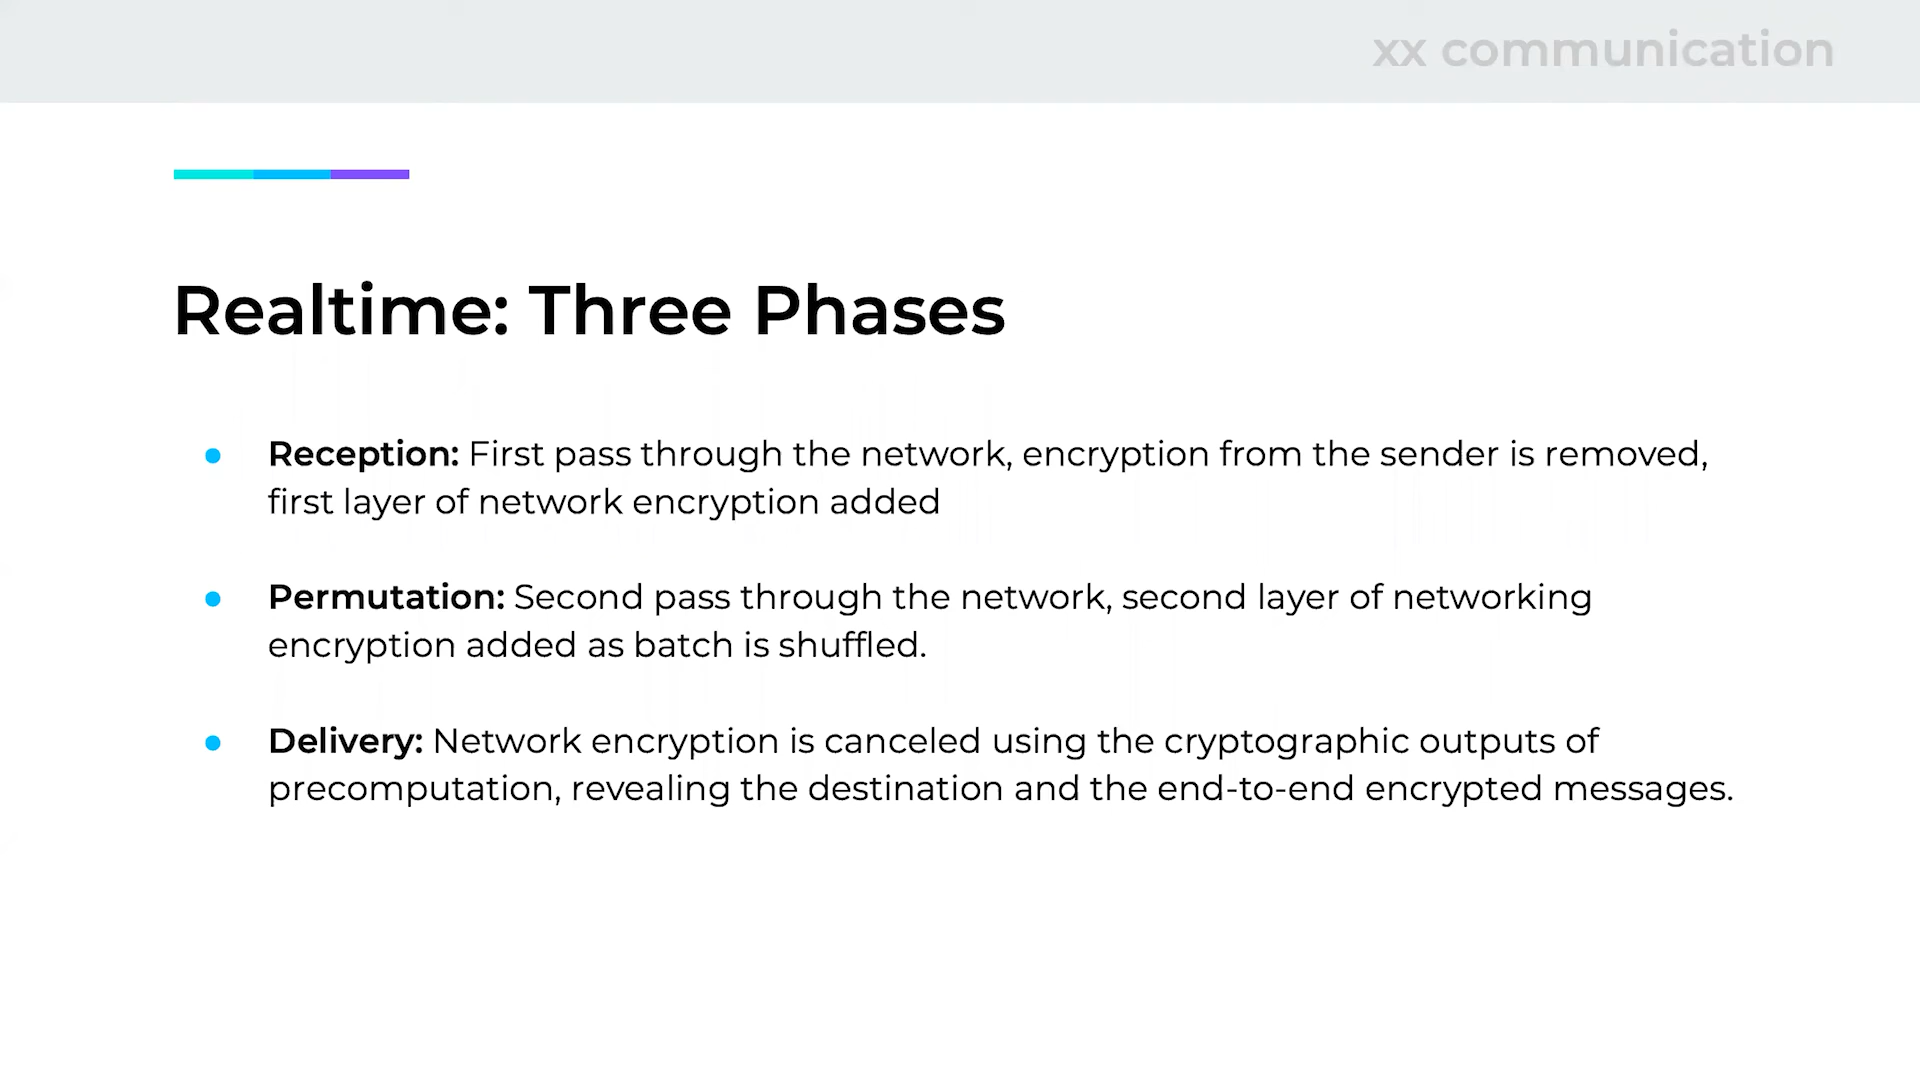 xx communication
Realtime: Three Phases
● Reception: First pass through the network, encryption from the sender is removed,
first layer of network encryption added
● Permutation: Second pass through the network, second layer of networking
encryption added as batch is shuffled.
● Delivery: Network encryption is canceled using the cryptographic outputs of
precomputation, revealing the destination and the end-to-end encrypted messages.